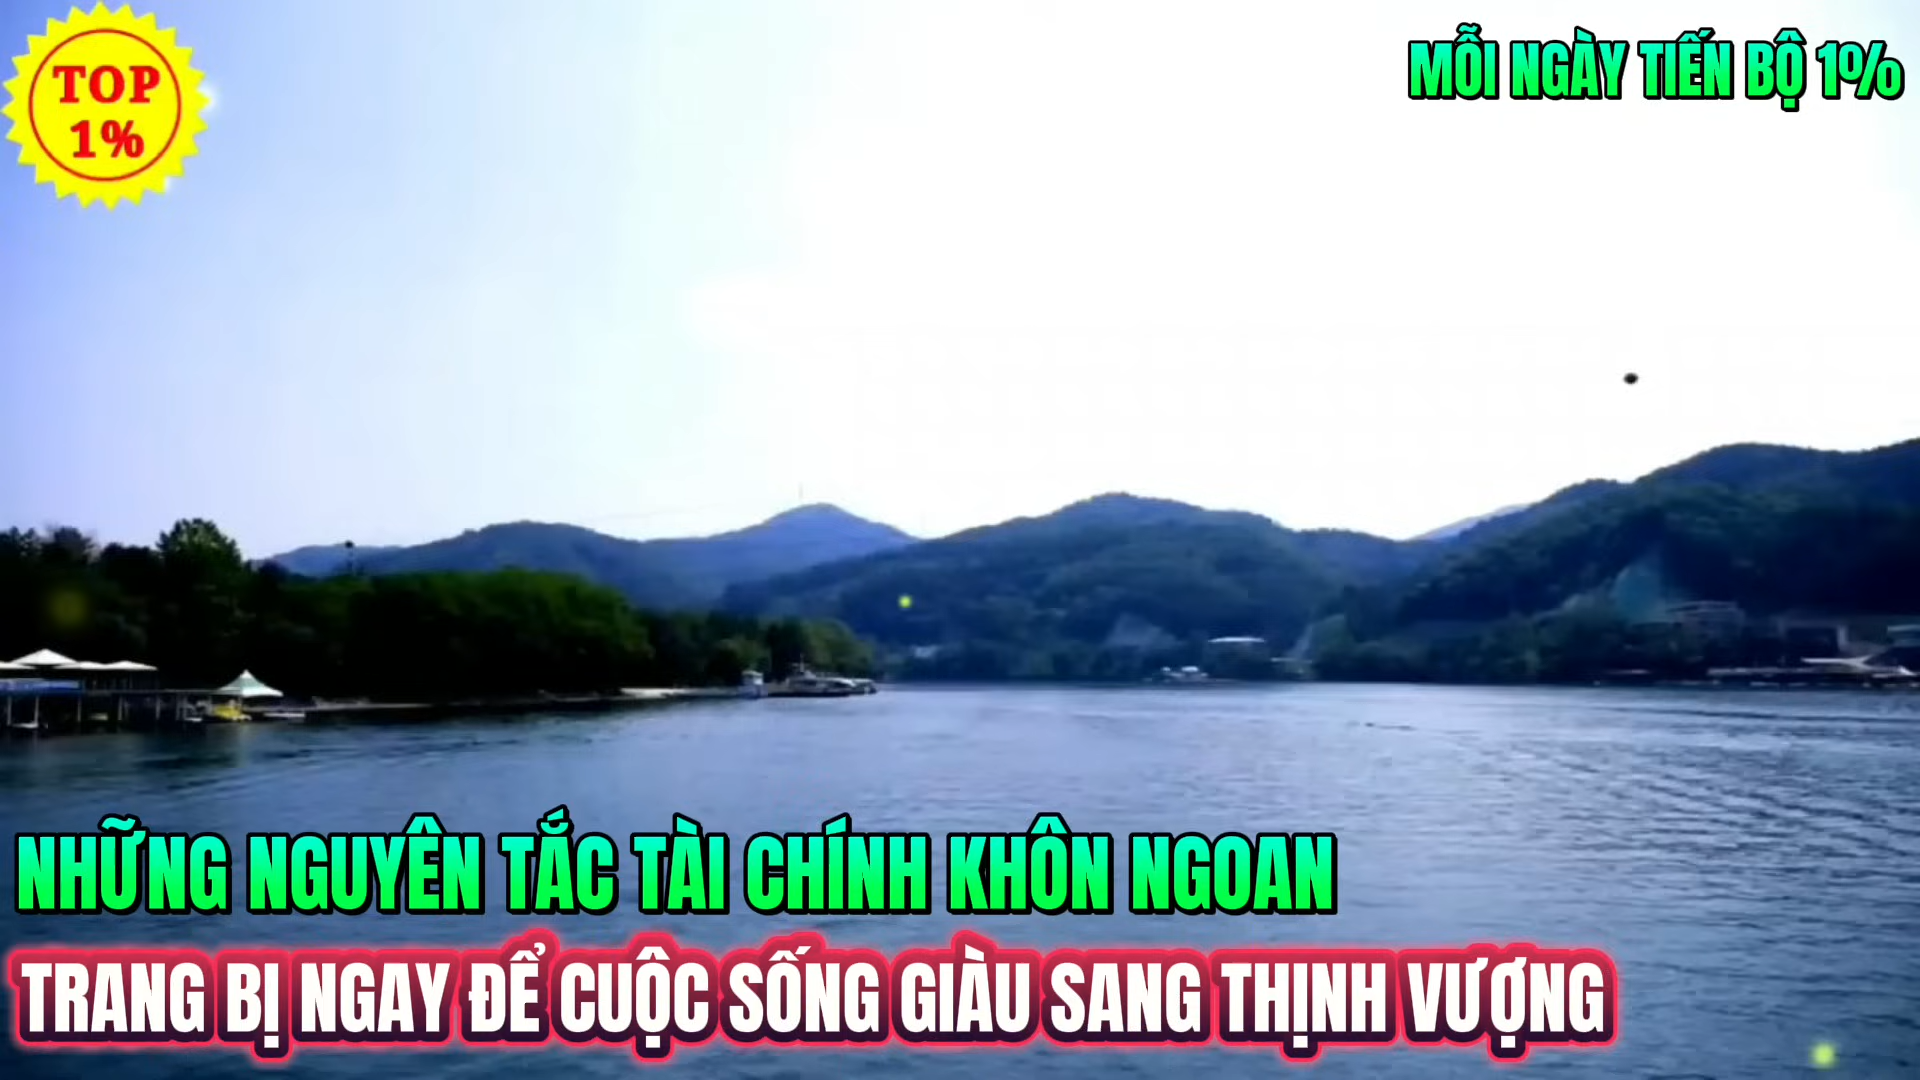 TOP
1%
MỖI NGÀY TIẾN BỘ 1%
NHỮNG NGUYÊN TẮC TÀI CHÍNH KHÔN NGOAN
TRANG BỊ NGAY ĐỂ CUỘC SỐNG GIÀU SANG THỊNH VƯỢNG